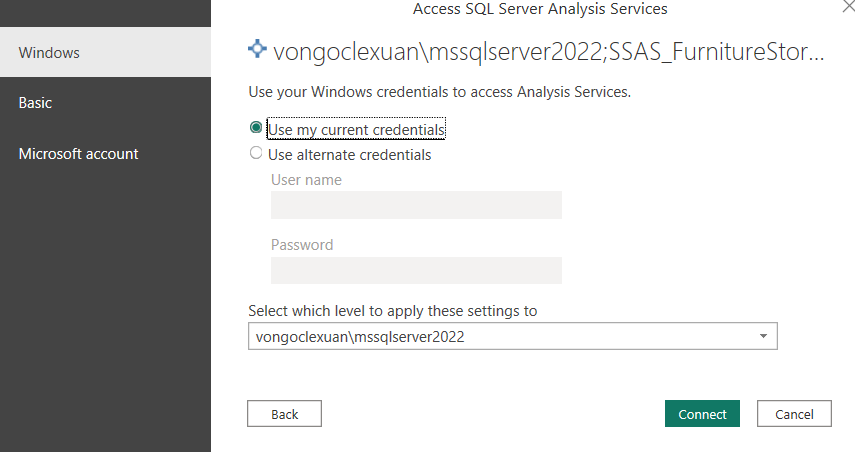 Access SQL Server Analysis Services
Windows
Basic
Microsoft account
vongoclexuan\mssqlserver2022;SSAS_FurnitureStor...
Use your Windows credentials to access Analysis Services.
Use my current credentials
Use alternate credentials
User name
Password
Select which level to apply these settings to
vongoclexuan\mssqlserver2022
Back
Connect
Cancel